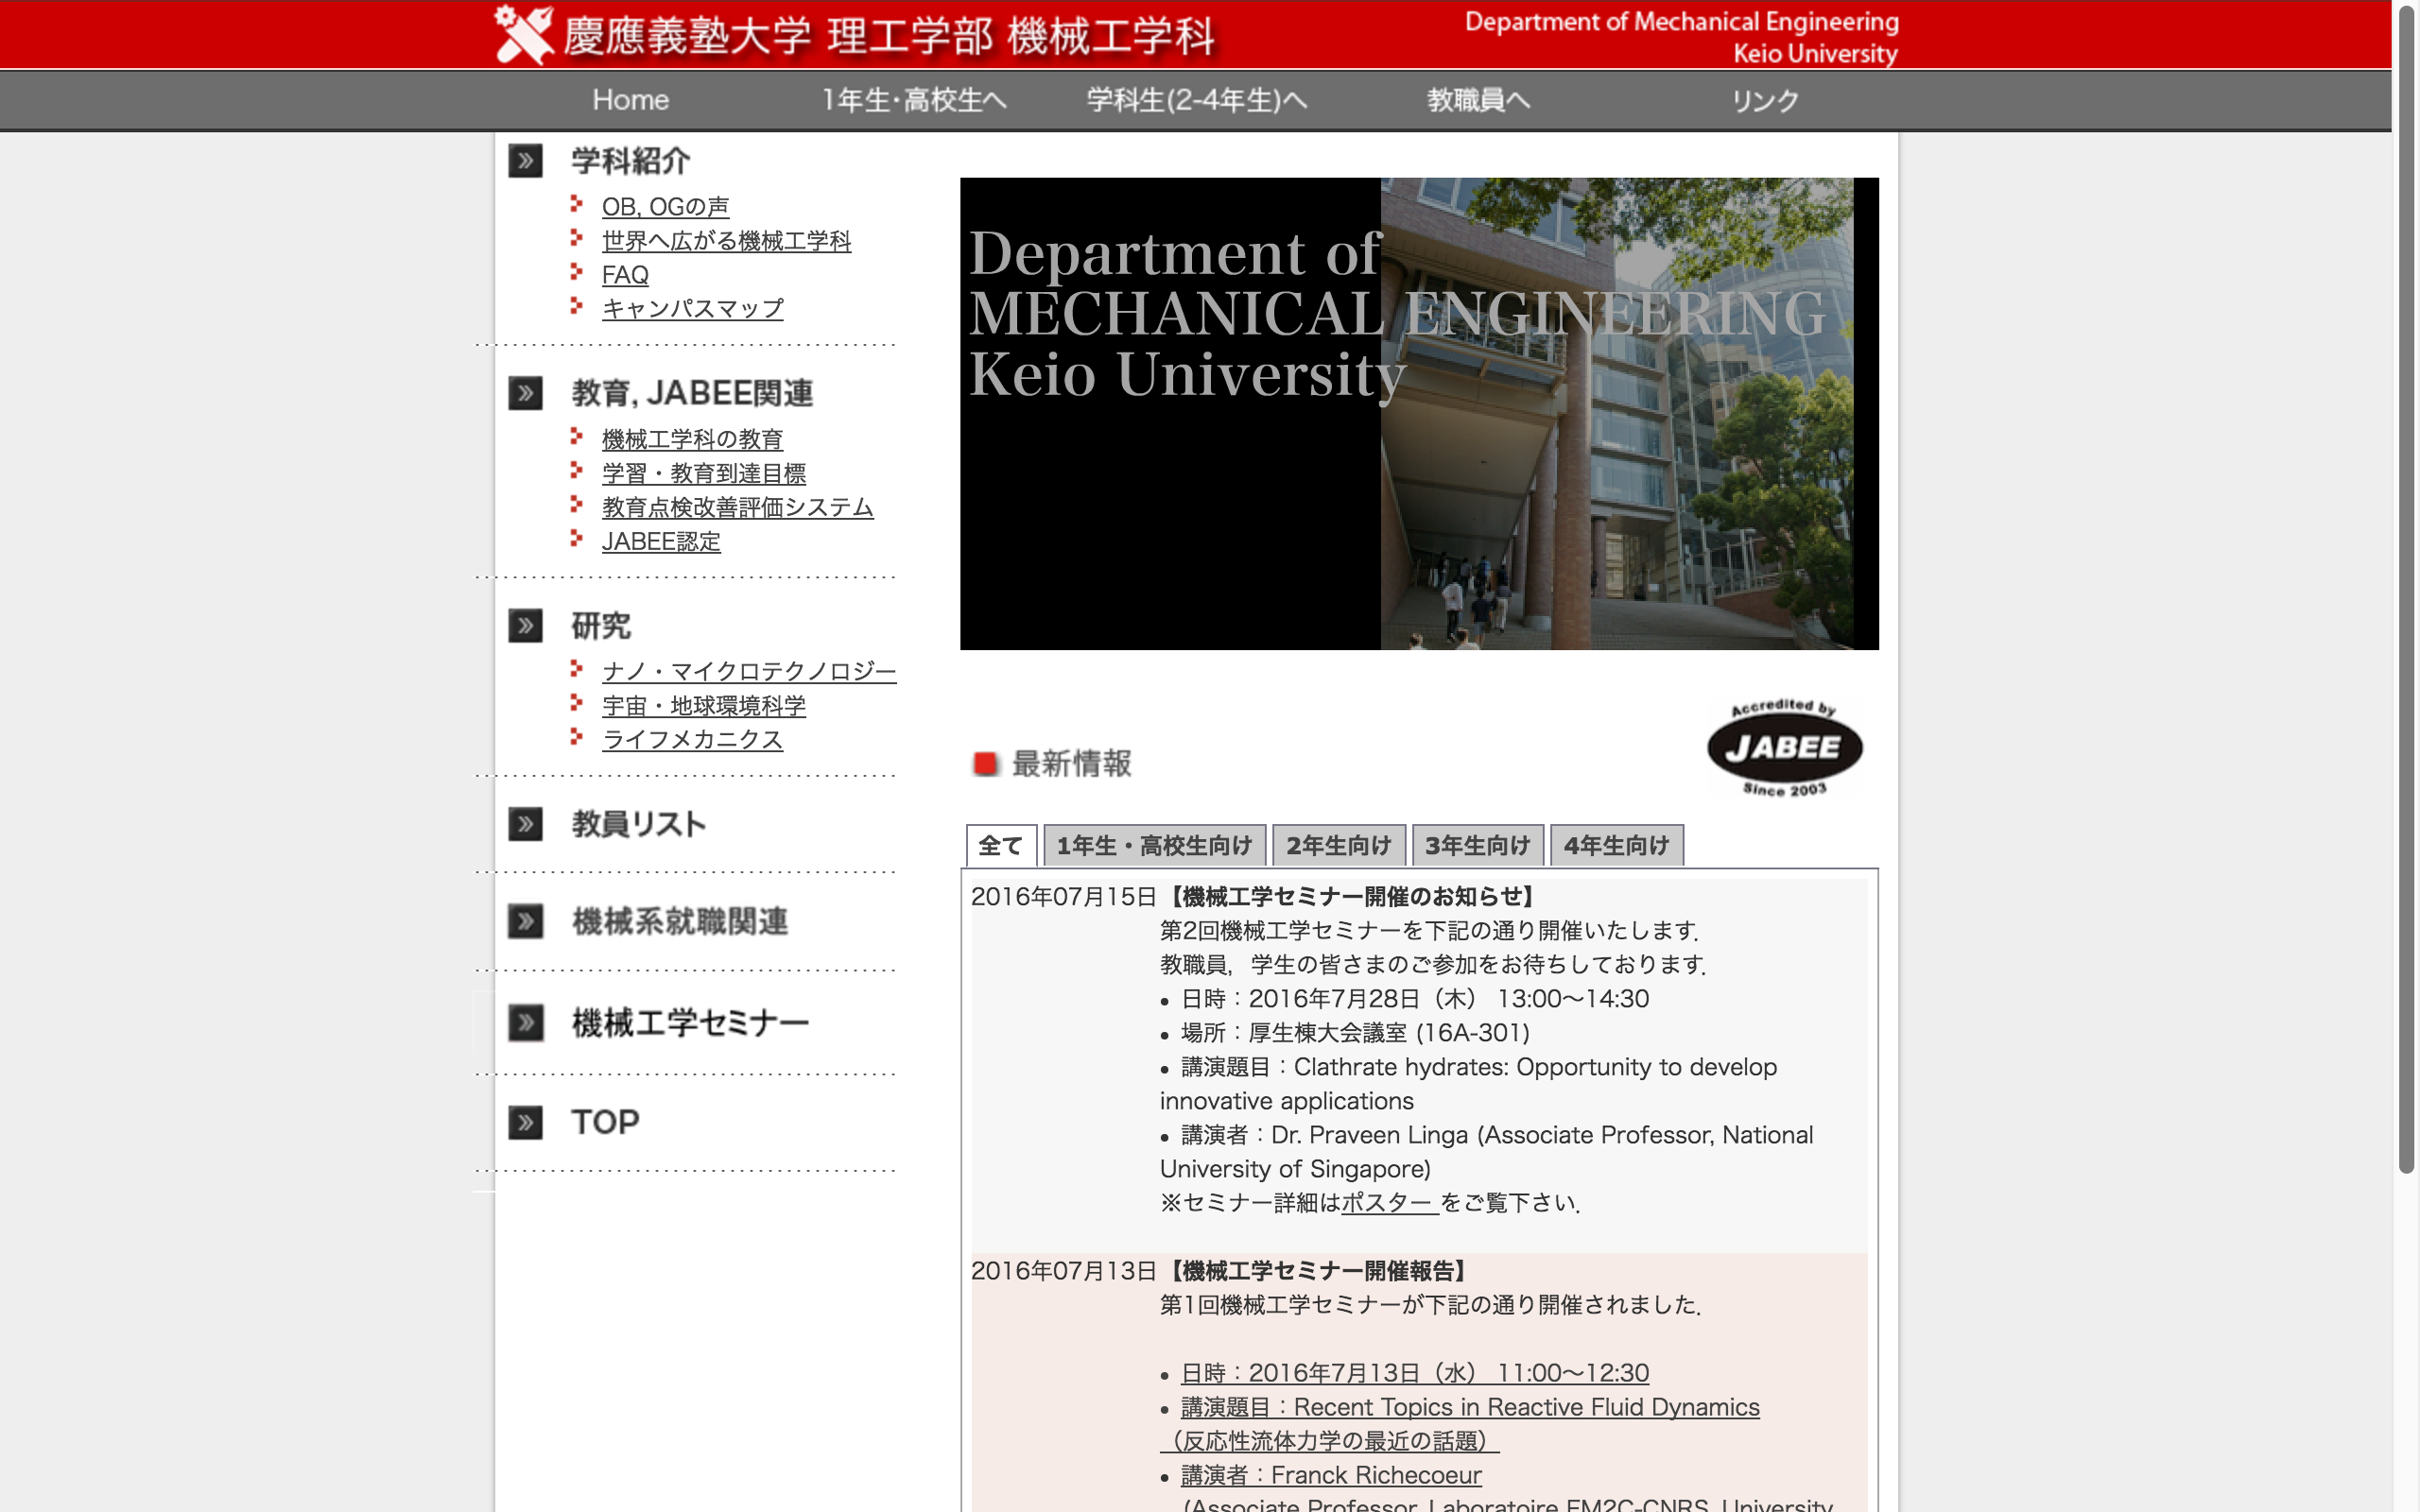 慶應義塾大学 理工学部 機械工学科
Department of Mechanical Engineering
Keio University
Home
1年生・高校生へ
学科生(2-4年生)へ
教職員へ
リンク
学科紹介
OB, OGの声
世界へ広がる機械工学科
FAQ
キャンパスマップ
教育, JABEE関連
機械工学科の教育
学習・教育到達目標
教育点検改善評価システム
JABEE認定
研究
ナノ・マイクロテクノロジー
宇宙・地球環境科学
ライフメカニクス
教員リスト
機械系就職関連
機械工学セミナー
TOP
Department of
MECHANICAL ENGINEERING
Keio University
Accredited by
JABEE
Since 2003
最新情報
全て
1年生・高校生向け
2年生向け
3年生向け
4年生向け
2016年07月15日【機械工学セミナー開催のお知らせ】
第2回機械工学セミナーを下記の通り開催いたします．
教職員，学生の皆さまのご参加をお待ちしております．
• 日時：2016年7月28日（木） 13:00〜14:30
• 場所：厚生棟大会議室 (16A-301)
• 講演題目：Clathrate hydrates: Opportunity to develop
innovative applications
• 講演者：Dr. Praveen Linga (Associate Professor, National
University of Singapore)
※セミナー詳細はポスター をご覧下さい．
2016年07月13日【機械工学セミナー開催報告】
第1回機械工学セミナーが下記の通り開催されました．
• 日時：2016年7月13日（水） 11:00〜12:30
• 講演題目：Recent Topics in Reactive Fluid Dynamics
（反応性流体力学の最近の話題）
• 講演者：Franck Richecoeur
(Associate Professor, Laboratoire EM2C-CNRS, University